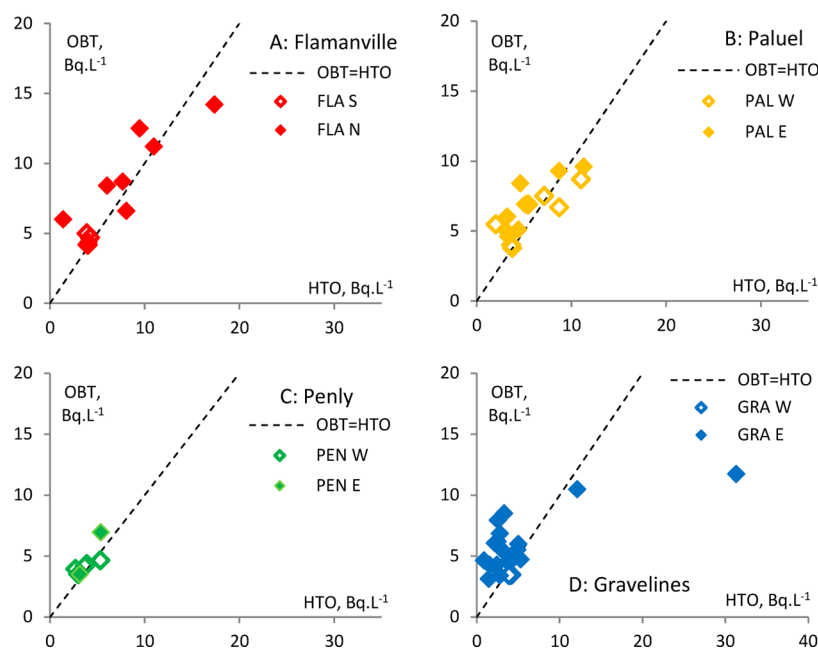 20
15
10
5
0
OBT,
Bq.L-1
A: Flamanville
OBT=HTO
FLA S
FLA N
HTO, Bq.L-1
0
10
20
30
20
15
10
5
0
OBT,
Bq.L-1
B: Paluel
OBT=HTO
PAL W
PAL E
HTO, Bq.L-1
0
10
20
30
20
15
10
5
0
OBT,
Bq.L-1
C: Penly
OBT=HTO
PEN W
PEN E
HTO, Bq.L-1
0
10
20
30
20
15
10
5
0
OBT,
Bq.L-1
OBT=HTO
GRA W
GRA E
D: Gravelines
HTO, Bq.L-1
0
10
20
30
40